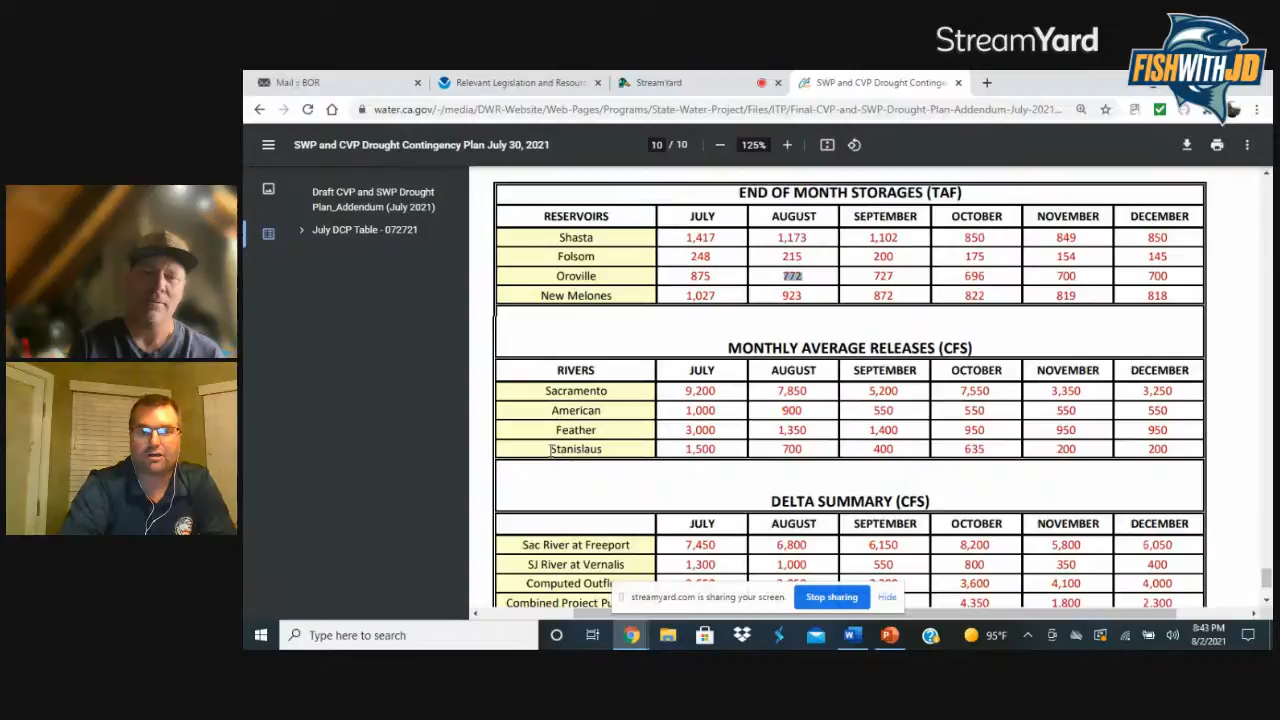 StreamYard
FISHWITHJD
Mail :: BOR
Relevant Legislation and Resourc
StreamYard
SWP and CVP Drought Continge
water.ca.gov/-/media/DWR-Website/Web-Pages/Programs/State-Water-Project/Files/ITP/Final-CVP-and-SWP-Drought-Plan-Addendum-July-2021...
SWP and CVP Drought Contingency Plan July 30, 2021
10 / 10
125%
Draft CVP and SWP Drought
Plan_Addendum (July 2021)
July DCP Table - 072721
END OF MONTH STORAGES (TAF)
RESERVOIRS JULY AUGUST SEPTEMBER OCTOBER NOVEMBER DECEMBER
Shasta 1,417 1,173 1,102 850 849 850
Folsom 248 215 200 175 154 145
Oroville 875 772 727 696 700 700
New Melones 1,027 923 872 822 819 818
MONTHLY AVERAGE RELEASES (CFS)
RIVERS JULY AUGUST SEPTEMBER OCTOBER NOVEMBER DECEMBER
Sacramento 9,200 7,850 5,200 7,550 3,350 3,250
American 1,000 900 550 550 550 550
Feather 3,000 1,350 1,400 950 950 950
Stanislaus 1,500 700 400 635 200 200
DELTA SUMMARY (CFS)
JULY AUGUST SEPTEMBER OCTOBER NOVEMBER DECEMBER
Sac River at Freeport 7,450 6,800 6,150 8,200 5,800 6,050
SJ River at Vernalis 1,300 1,000 550 800 350 400
Computed 3,600 4,100 4,000
Combined Project 4,350 1,800 2,300
streamyard.com is sharing your screen.
Stop sharing
Hide
Type here to search
95°F
8:43 PM
8/2/2021